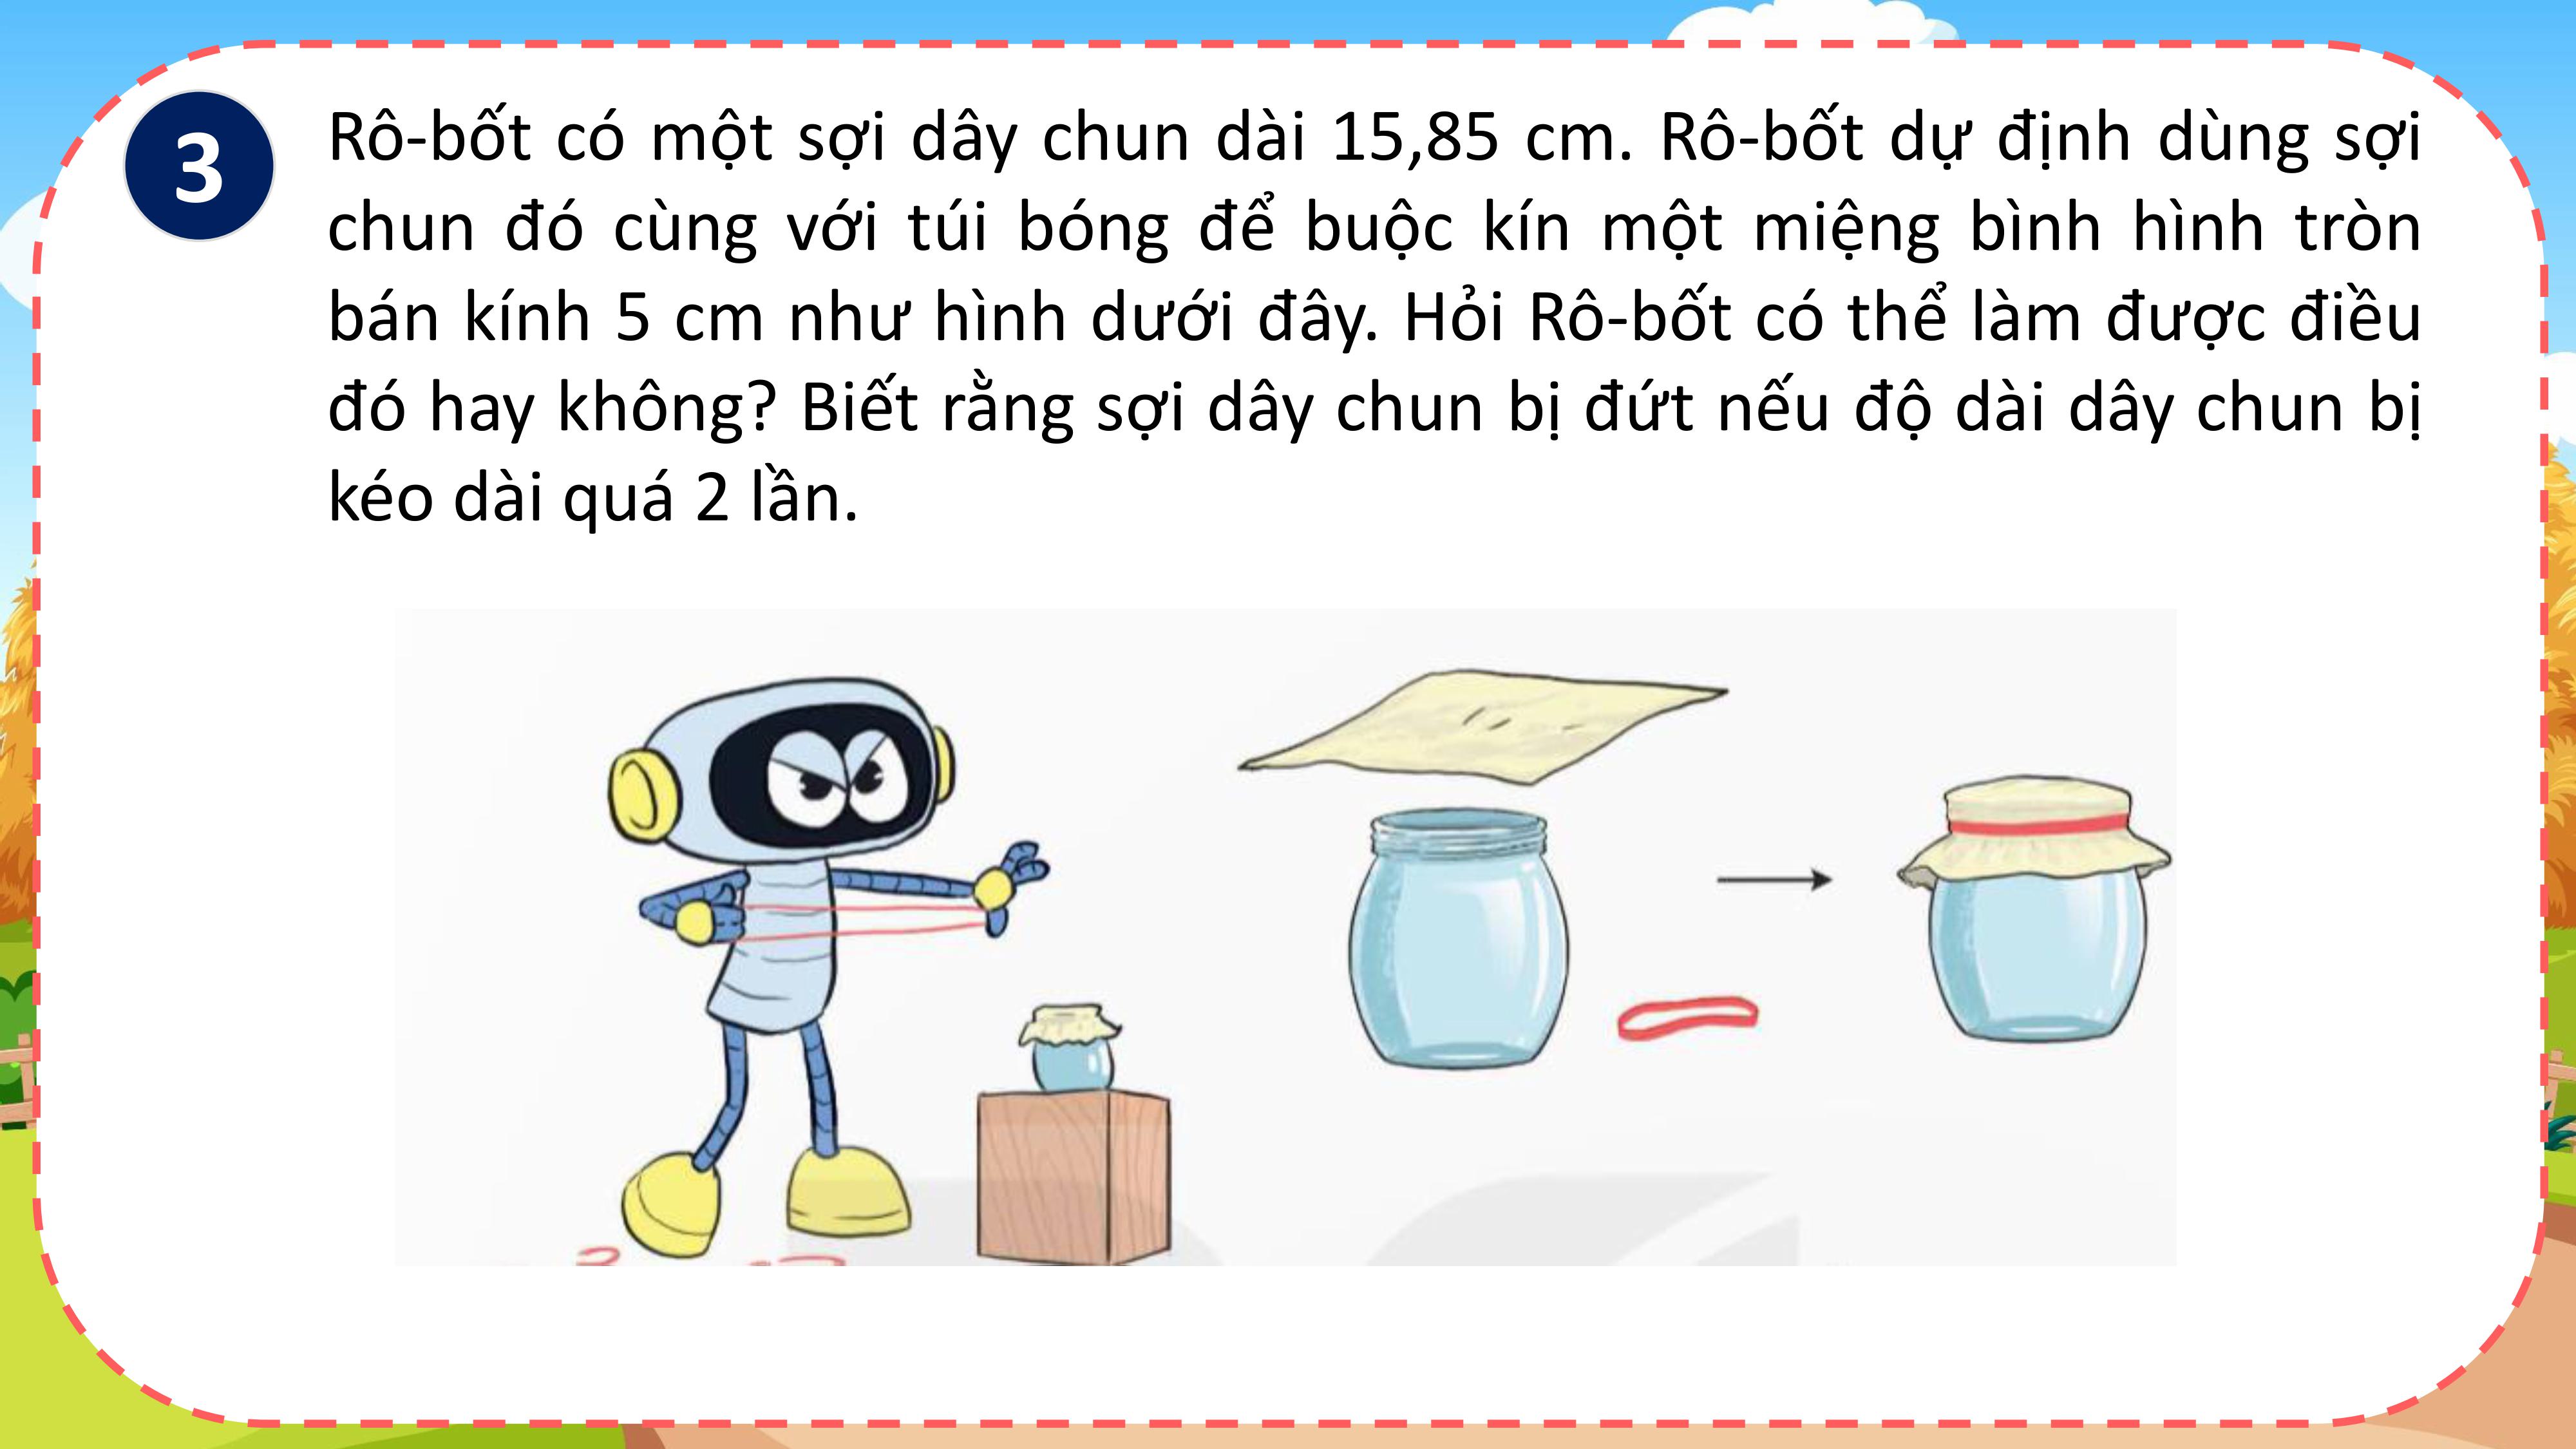 3
Rô-bốt có một sợi dây chun dài 15,85 cm. Rô-bốt dự định dùng sợi
chun đó cùng với túi bóng để buộc kín một miệng bình hình tròn
bán kính 5 cm như hình dưới đây. Hỏi Rô-bốt có thể làm được điều
đó hay không? Biết rằng sợi dây chun bị đứt nếu độ dài dây chun bị
kéo dài quá 2 lần.